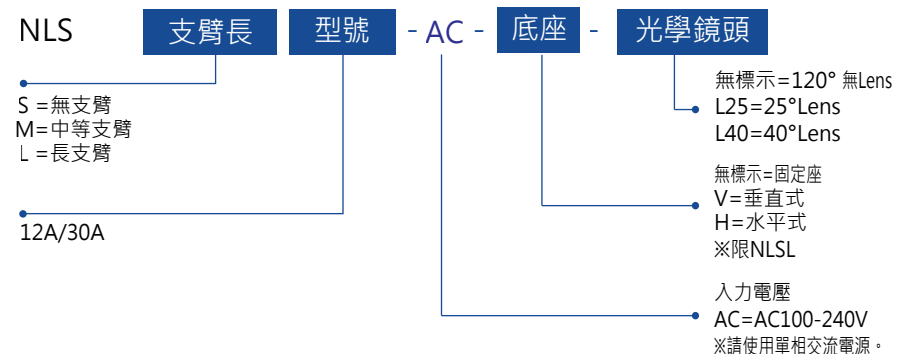 NLS 支臂長 型號 - AC - 底座 - 光學鏡頭
S =無支臂
M=中等支臂
L =長支臂
12A/30A
無標示=120° 無Lens
L25=25°Lens
L40=40°Lens
無標示=固定座
V=垂直式
H=水平式
※限NLSL
入力電壓
AC=AC100-240V
※請使用單相交流電源。